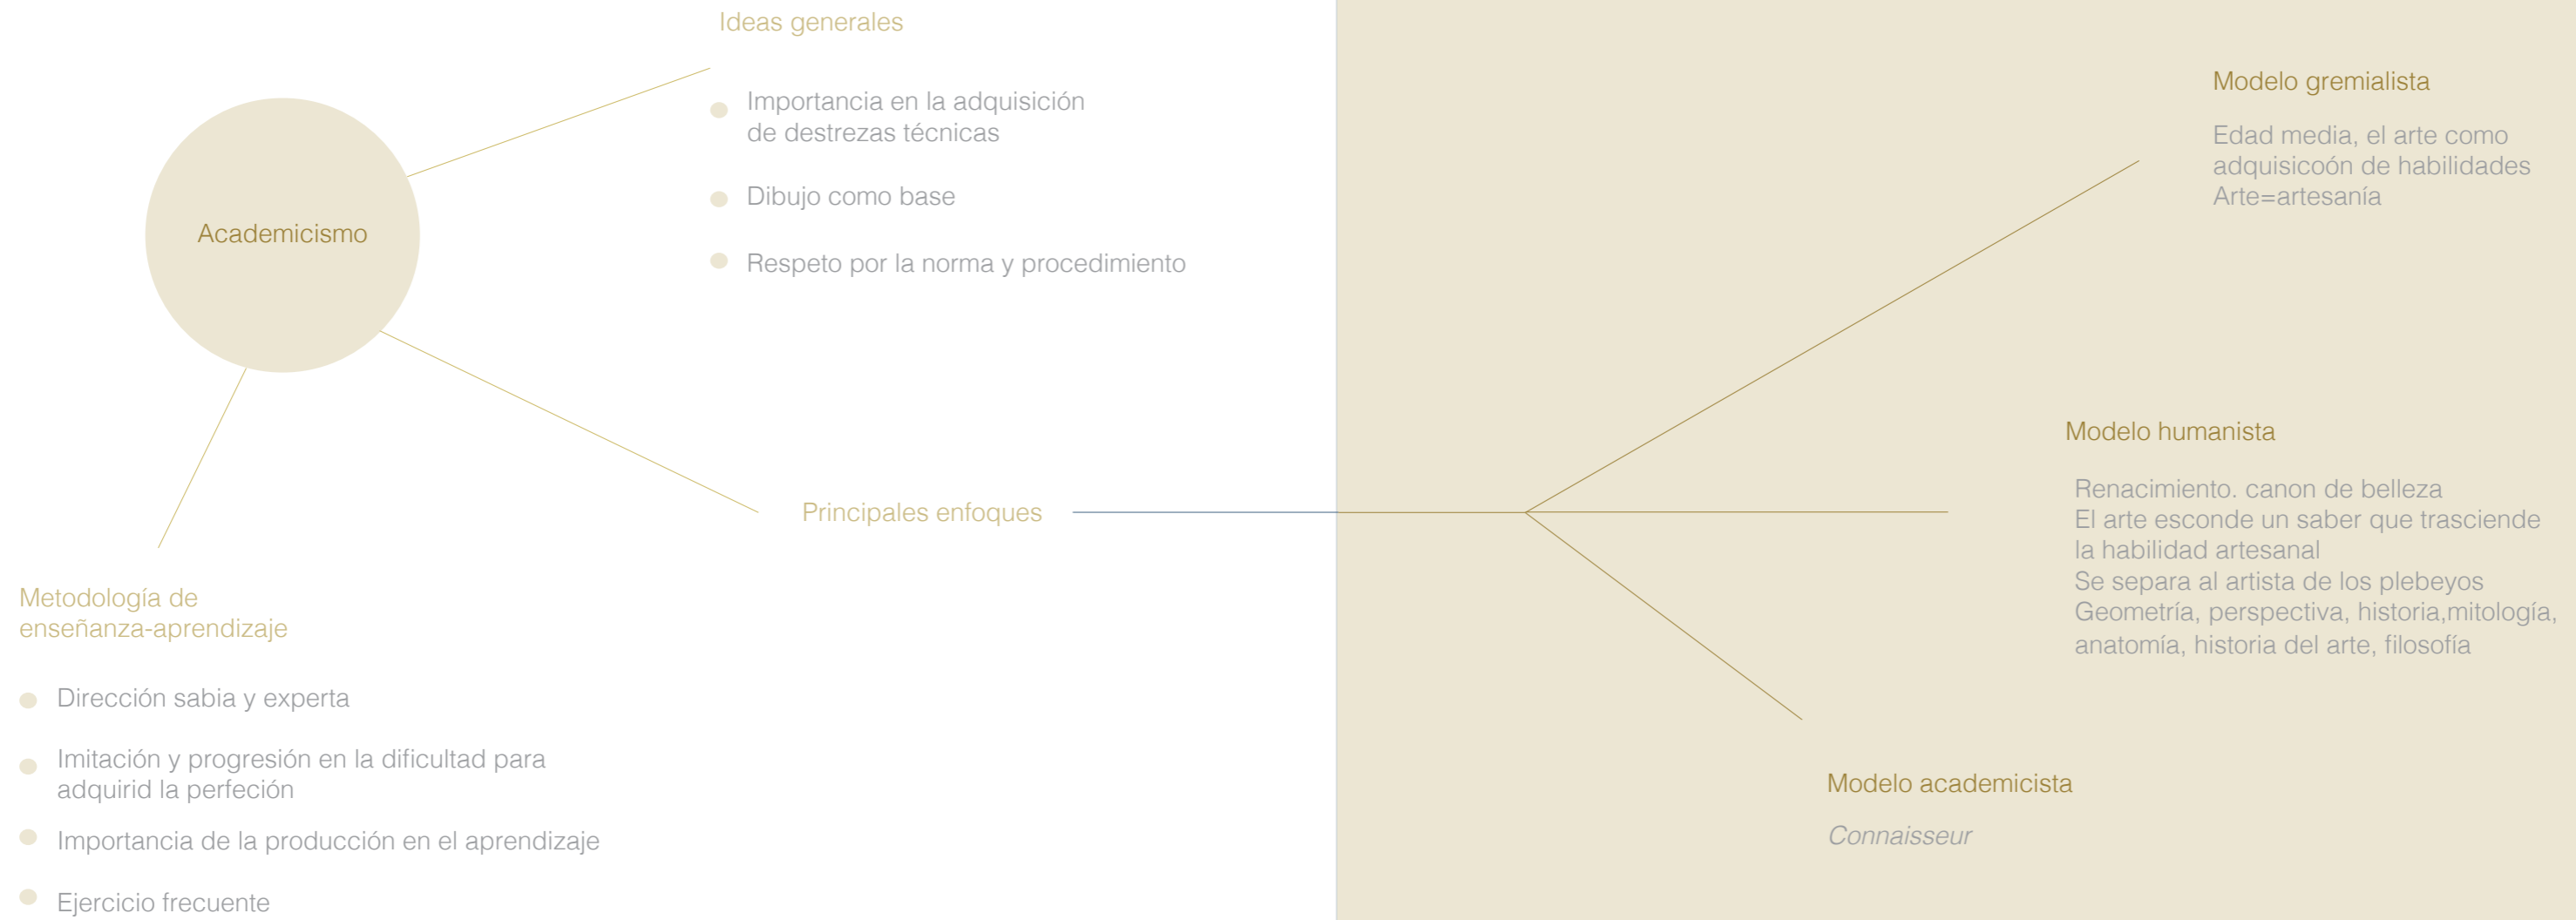 Academicismo
Ideas generales
Importancia en la adquisición
de destrezas técnicas
Dibujo como base
Respeto por la norma y procedimiento
Principales enfoques
Metodología de
enseñanza-aprendizaje
Dirección sabia y experta
Imitación y progresión en la dificultad para
adquirid la perfeción
Importancia de la producción en el aprendizaje
Ejercicio frecuente
Modelo gremialista
Edad media, el arte como
adquisicoón de habilidades
Arte=artesanía
Modelo humanista
Renacimiento. canon de belleza
El arte esconde un saber que trasciende
la habilidad artesanal
Se separa al artista de los plebeyos
Geometría, perspectiva, historia,mitología,
anatomía, historia del arte, filosofía
Modelo academicista
Connaisseur